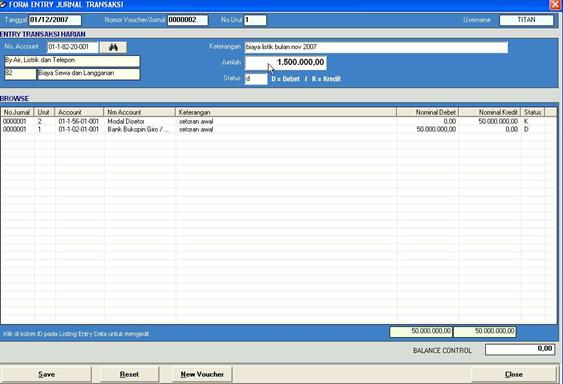 FORM ENTRY JURNAL TRANSAKSI
Tanggal 01/12/2007 Nomor Voucher/Jurnal 0000002 No.Urut 1 Username TITAN
ENTRY TRANSAKSI HARIAN
No. Account 01-1-82-20-001 Keterangan biaya listik bulan nov 2007
By.Air, Listrik dan Telepon Jumlah 1.500.000,00
82 Biaya Sewa dan Langganan Status d D = Debet / K = Kredit
BROWSE
No.Jurnal Urut Account Nm Account Keterangan Nominal Debet Nominal Kredit Status
0000001 2 01-1-56-01-001 Modal Disetor setoran awal 0,00 50.000.000,00 K
0000001 1 01-1-02-01-001 Bank Bukopin Giro / ... setoran awal 50.000.000,00 0,00 D
Klik di kolom ID pada Listing Entry Data untuk mengedit 50.000.000,00 50.000.000,00
BALANCE CONTROL 0,00
Save Reset New Voucher Close